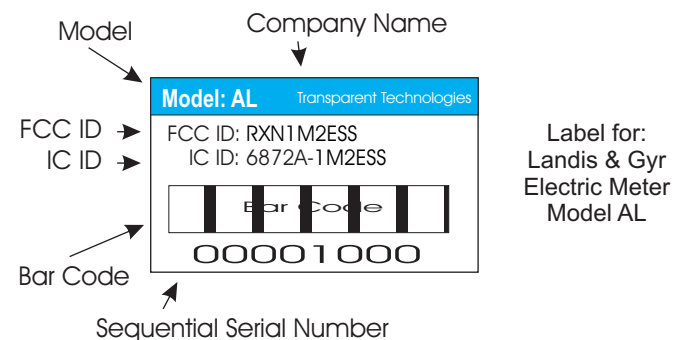 Model
Company Name
Model: AL
Transparent Technologies
FCC ID
FCC ID: RXN1M2ESS
IC ID
IC ID: 6872A-1M2ESS
Bar Code
00001000
Bar Code
Sequential Serial Number
Label for:
Landis & Gyr
Electric Meter
Model AL